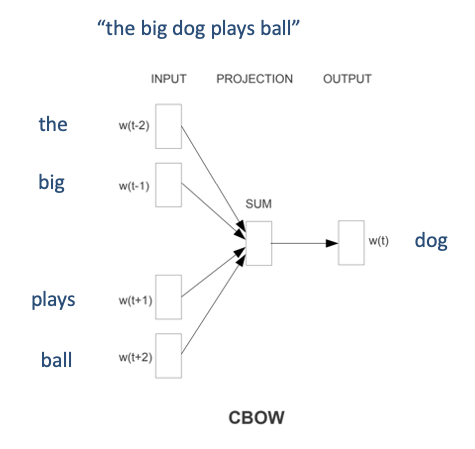 “the big dog plays ball”
INPUT PROJECTION OUTPUT
the w(t-2)
big w(t-1)
SUM
w(t) dog
plays w(t+1)
ball w(t+2)
CBOW